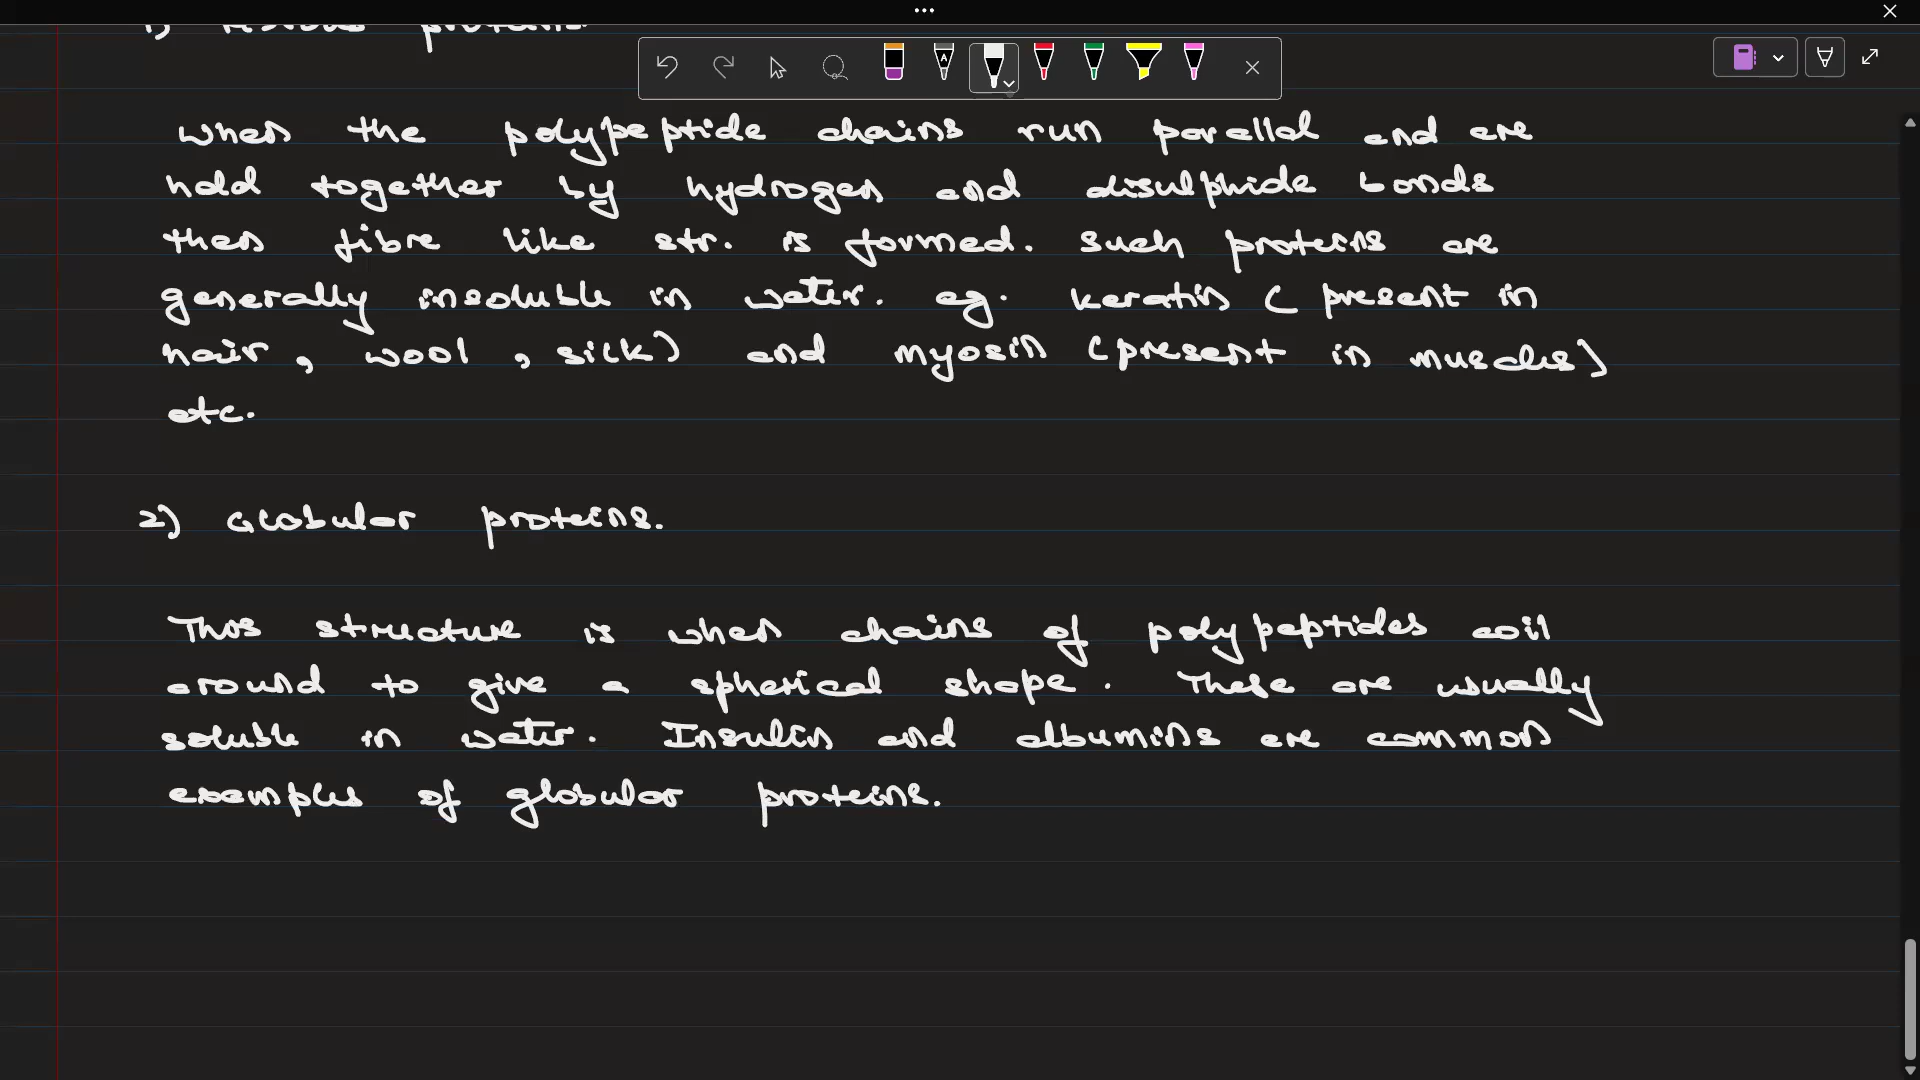 1) Fibrous proteins.
When the polypeptide chains run parallel and are
held together by hydrogen and disulphide bonds
then fibre like str. is formed. Such proteins are
generally insoluble in water. eg. keratin ( present in
hair, wool, silk) and myosin (present in muscles)
etc.
2) Globular proteins.
This structure is when chains of polypeptides coil
around to give a spherical shape. These are usually
soluble in water. Insulin and albumins are common
examples of globular proteins.